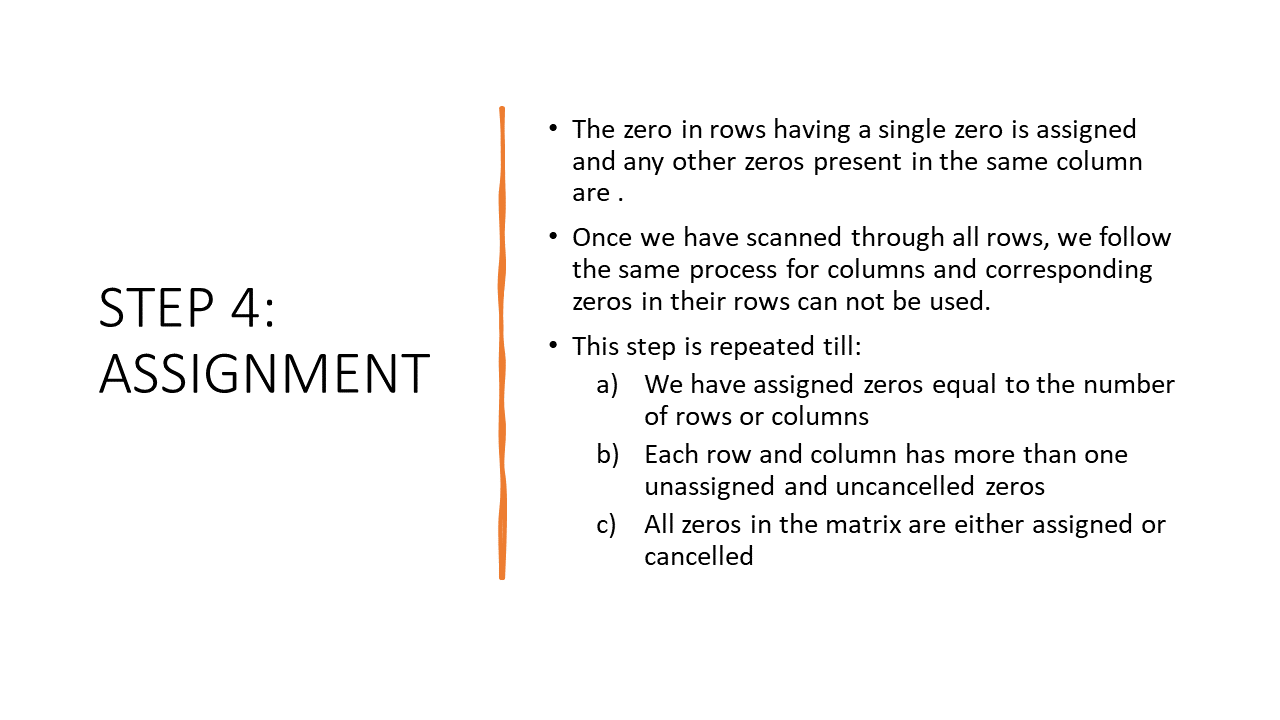 STEP 4:
ASSIGNMENT
• The zero in rows having a single zero is assigned
and any other zeros present in the same column
are .
• Once we have scanned through all rows, we follow
the same process for columns and corresponding
zeros in their rows can not be used.
• This step is repeated till:
a) We have assigned zeros equal to the number
of rows or columns
b) Each row and column has more than one
unassigned and uncancelled zeros
c) All zeros in the matrix are either assigned or
cancelled